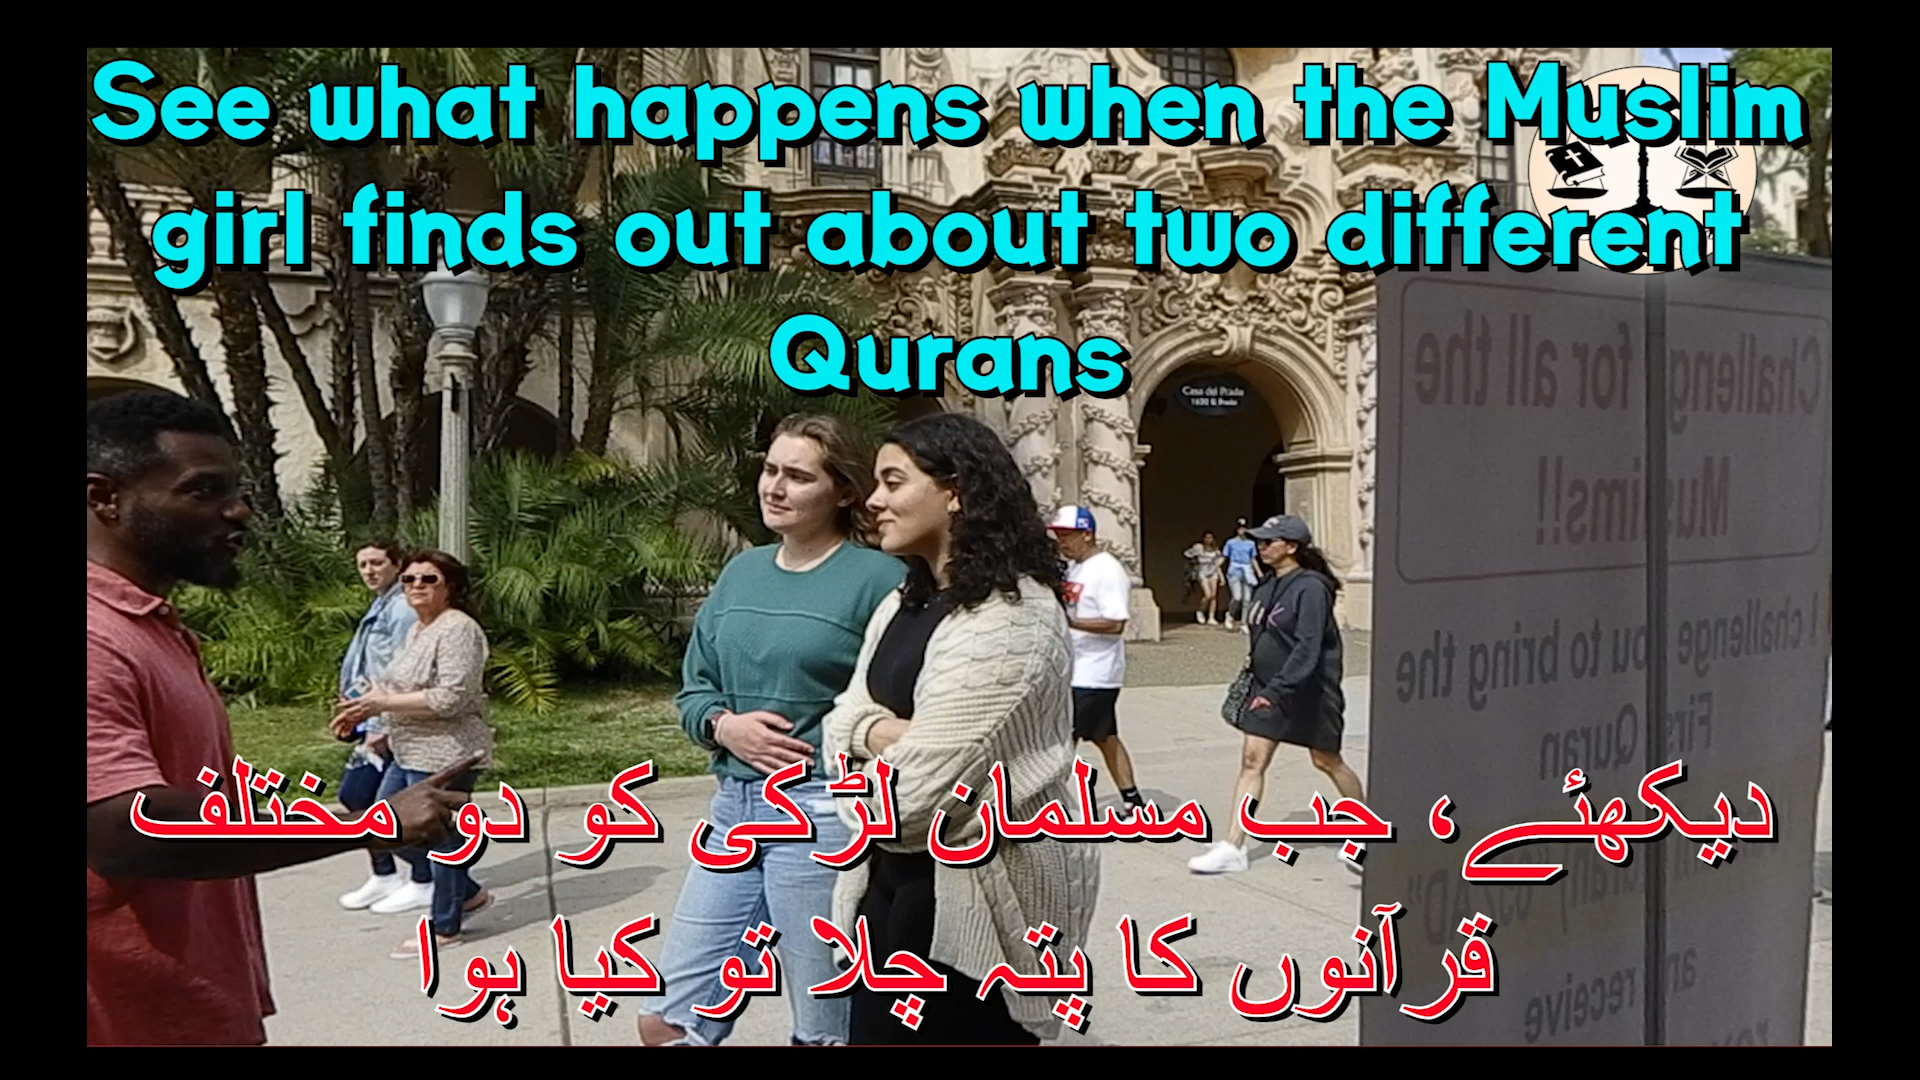 See what happens when the Muslim
girl finds out about two different
Qurans
Casa del Prado
Challenge for all the
Muslims!!
I challenge you to bring the
First Quran
"652AD"
and receive
دیکھئے، جب مسلمان لڑکی کو دو مختلف
قرآنوں کا پتہ چلا تو کیا ہوا